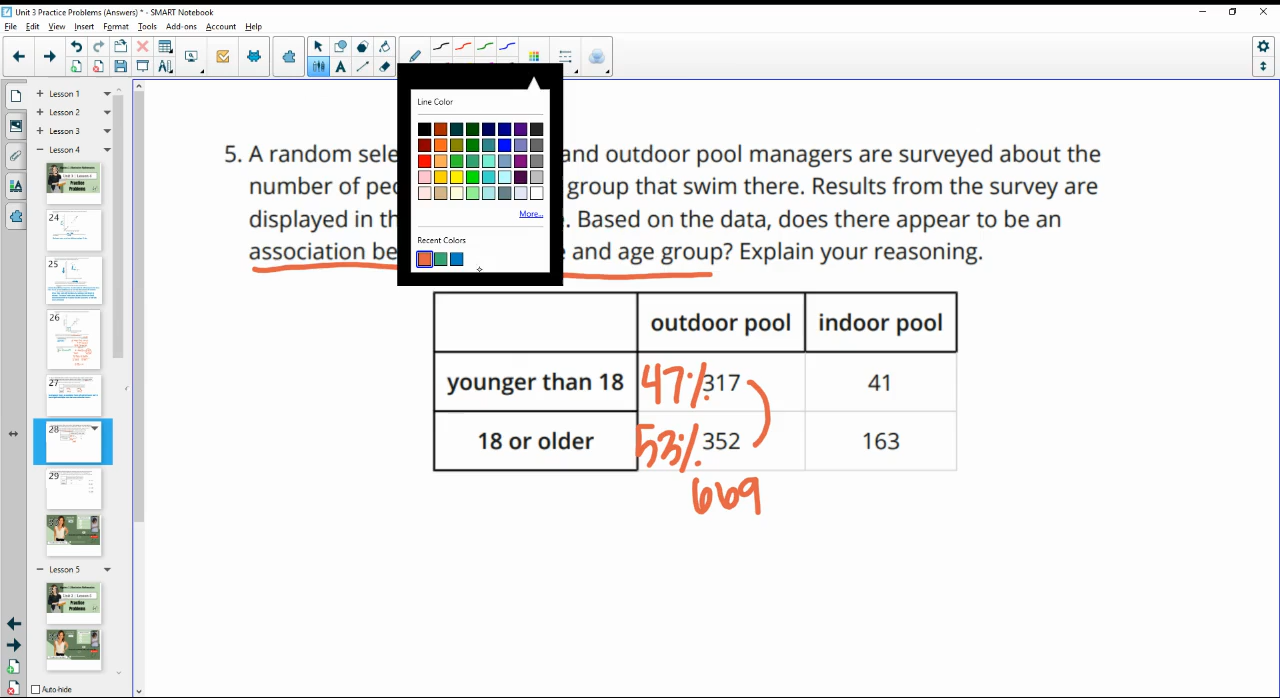 Unit 3 Practice Problems (Answers) * - SMART Notebook
File Edit View Insert Format Tools Add-ons Account Help
Lesson 1
Lesson 2
Lesson 3
Lesson 4
24
25
26
27
28
29
Lesson 5
Auto-hide
Line Color
More...
Recent Colors
5. A random sele and outdoor pool managers are surveyed about the
number of pe group that swim there. Results from the survey are
displayed in th . Based on the data, does there appear to be an
association be and age group? Explain your reasoning.
outdoor pool indoor pool
younger than 18 47% 317 41
18 or older 53% 352 163
669